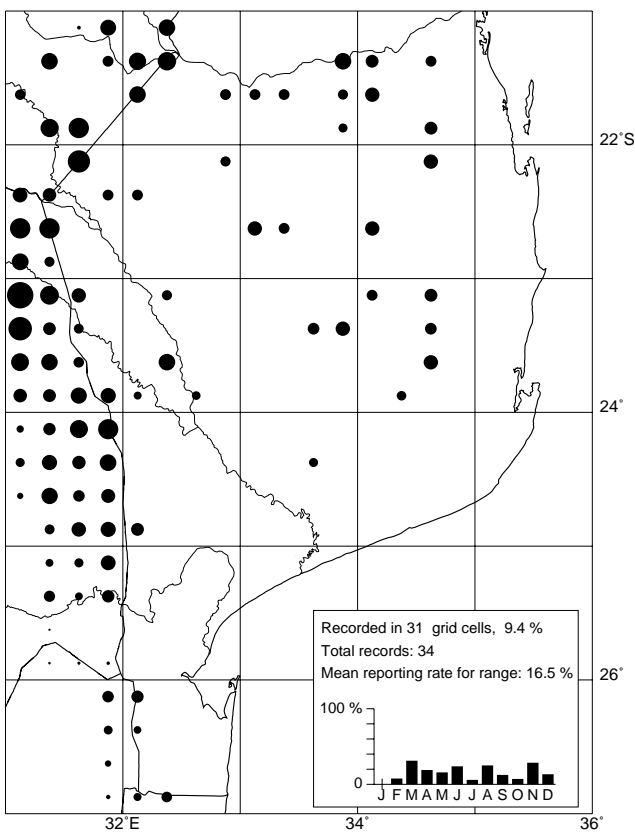 22°S
24°
Recorded in 31 grid cells, 9.4 %
Total records: 34
Mean reporting rate for range: 16.5 %
26°
100 %
0
J F M A M J J A S O N D
32°E 34 36